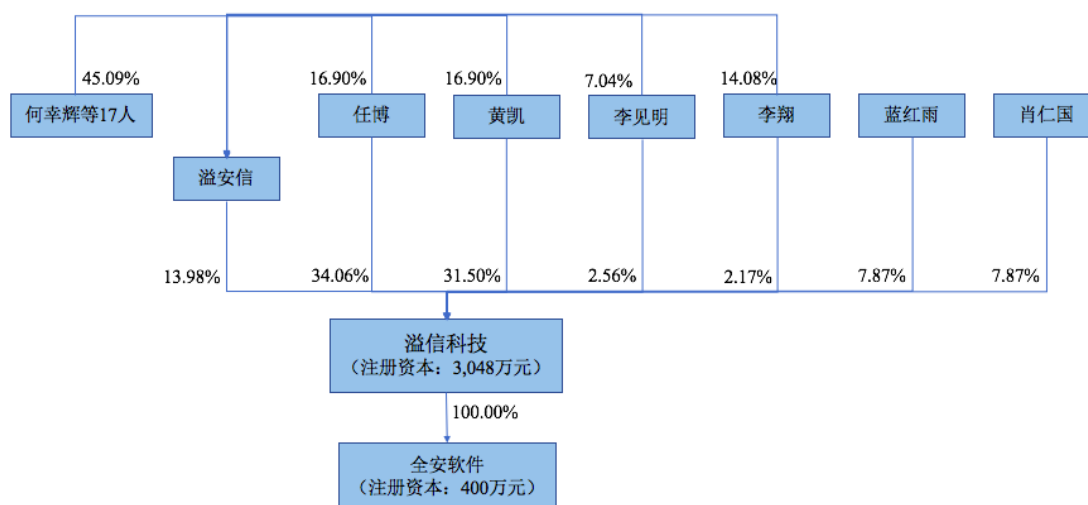 45.09%
16.90%
16.90%
7.04%
14.08%
何幸辉等17人
任博
黄凯
李见明
李翔
蓝红雨
肖仁国
溢安信
13.98%
34.06%
31.50%
2.56%
2.17%
7.87%
7.87%
溢信科技
（注册资本：3,048万元）
100.00%
全安软件
（注册资本：400万元）